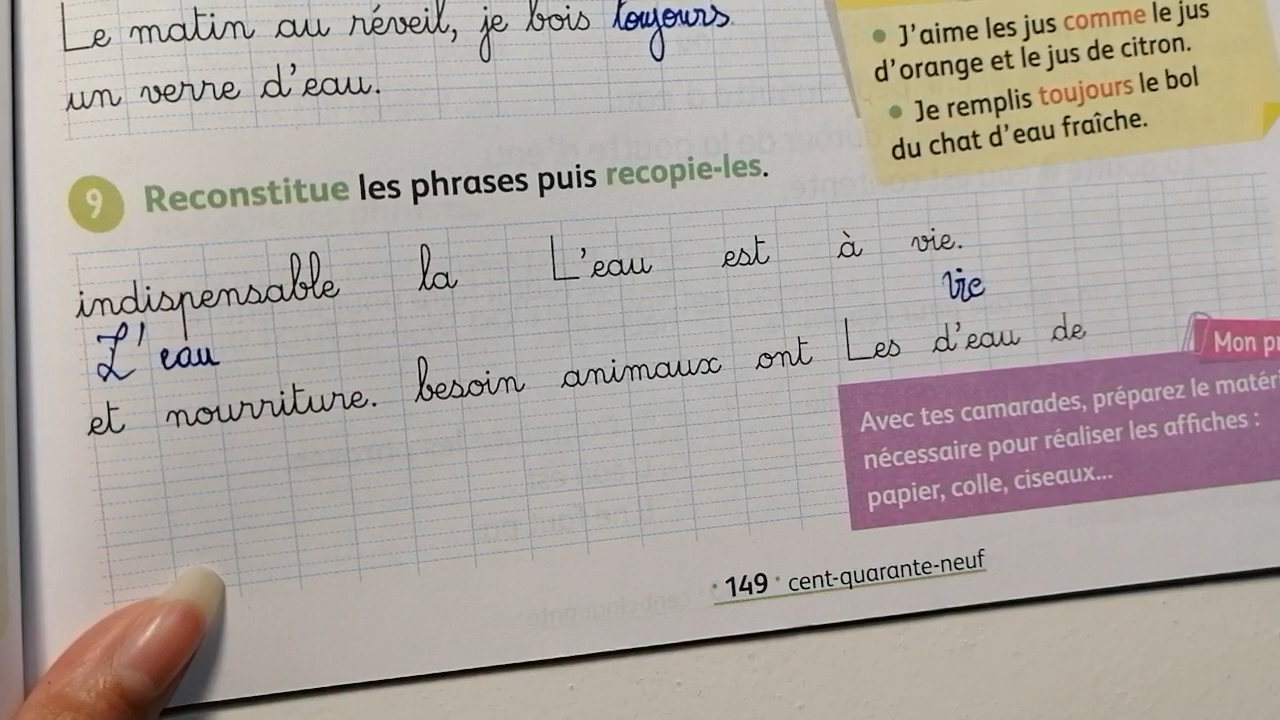 Le matin au réveil, je bois toujours
un verre d'eau.
• J'aime les jus comme le jus
d'orange et le jus de citron.
• Je remplis toujours le bol
du chat d'eau fraîche.
9 Reconstitue les phrases puis recopie-les.
indispensable la L'eau est à vie.
L'eau vie
et nourriture. besoin animaux ont Les d'eau de
Mon
Avec tes camarades, préparez le
nécessaire pour réaliser les affiches :
papier, colle, ciseaux...
• 149 • cent-quarante-neuf